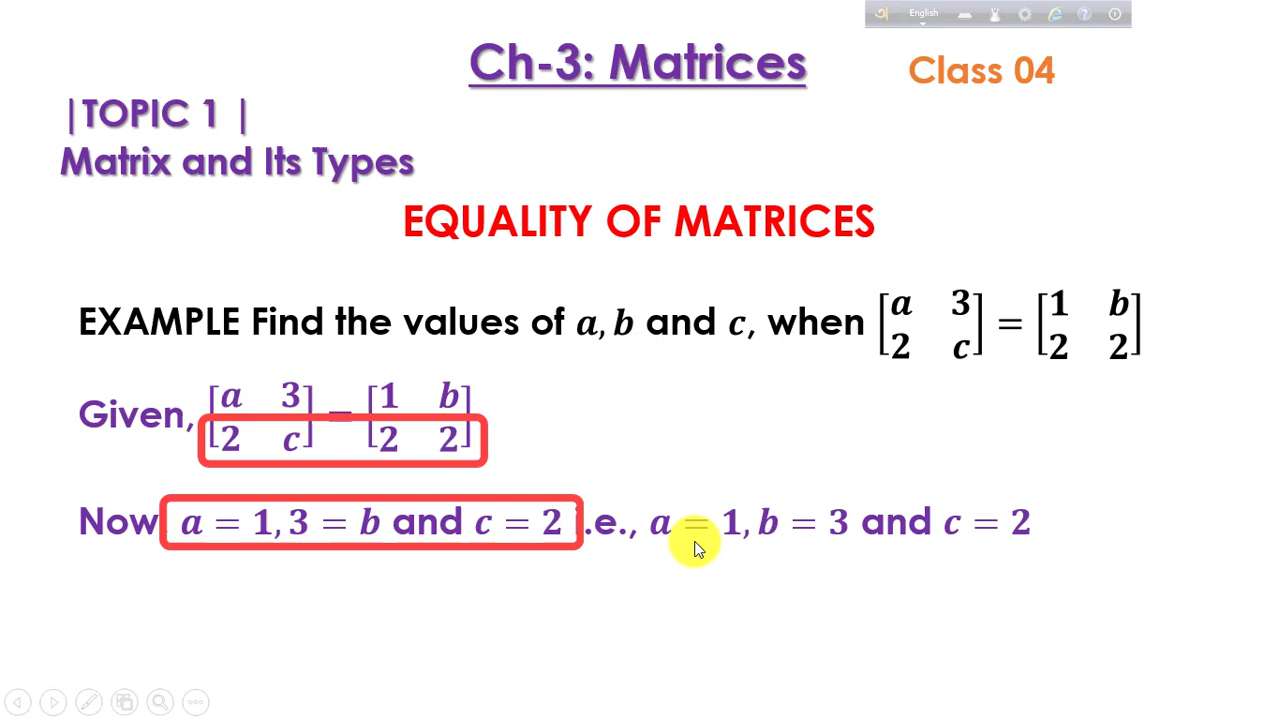 অ English
Ch-3: Matrices
Class 04
|TOPIC 1 |
Matrix and Its Types
EQUALITY OF MATRICES
EXAMPLE Find the values of a, b and c, when [a 3; 2 c] = [1 b; 2 2]
Given, [a 3; 2 c] = [1 b; 2 2]
Now a = 1, 3 = b and c = 2 i.e., a = 1, b = 3 and c = 2